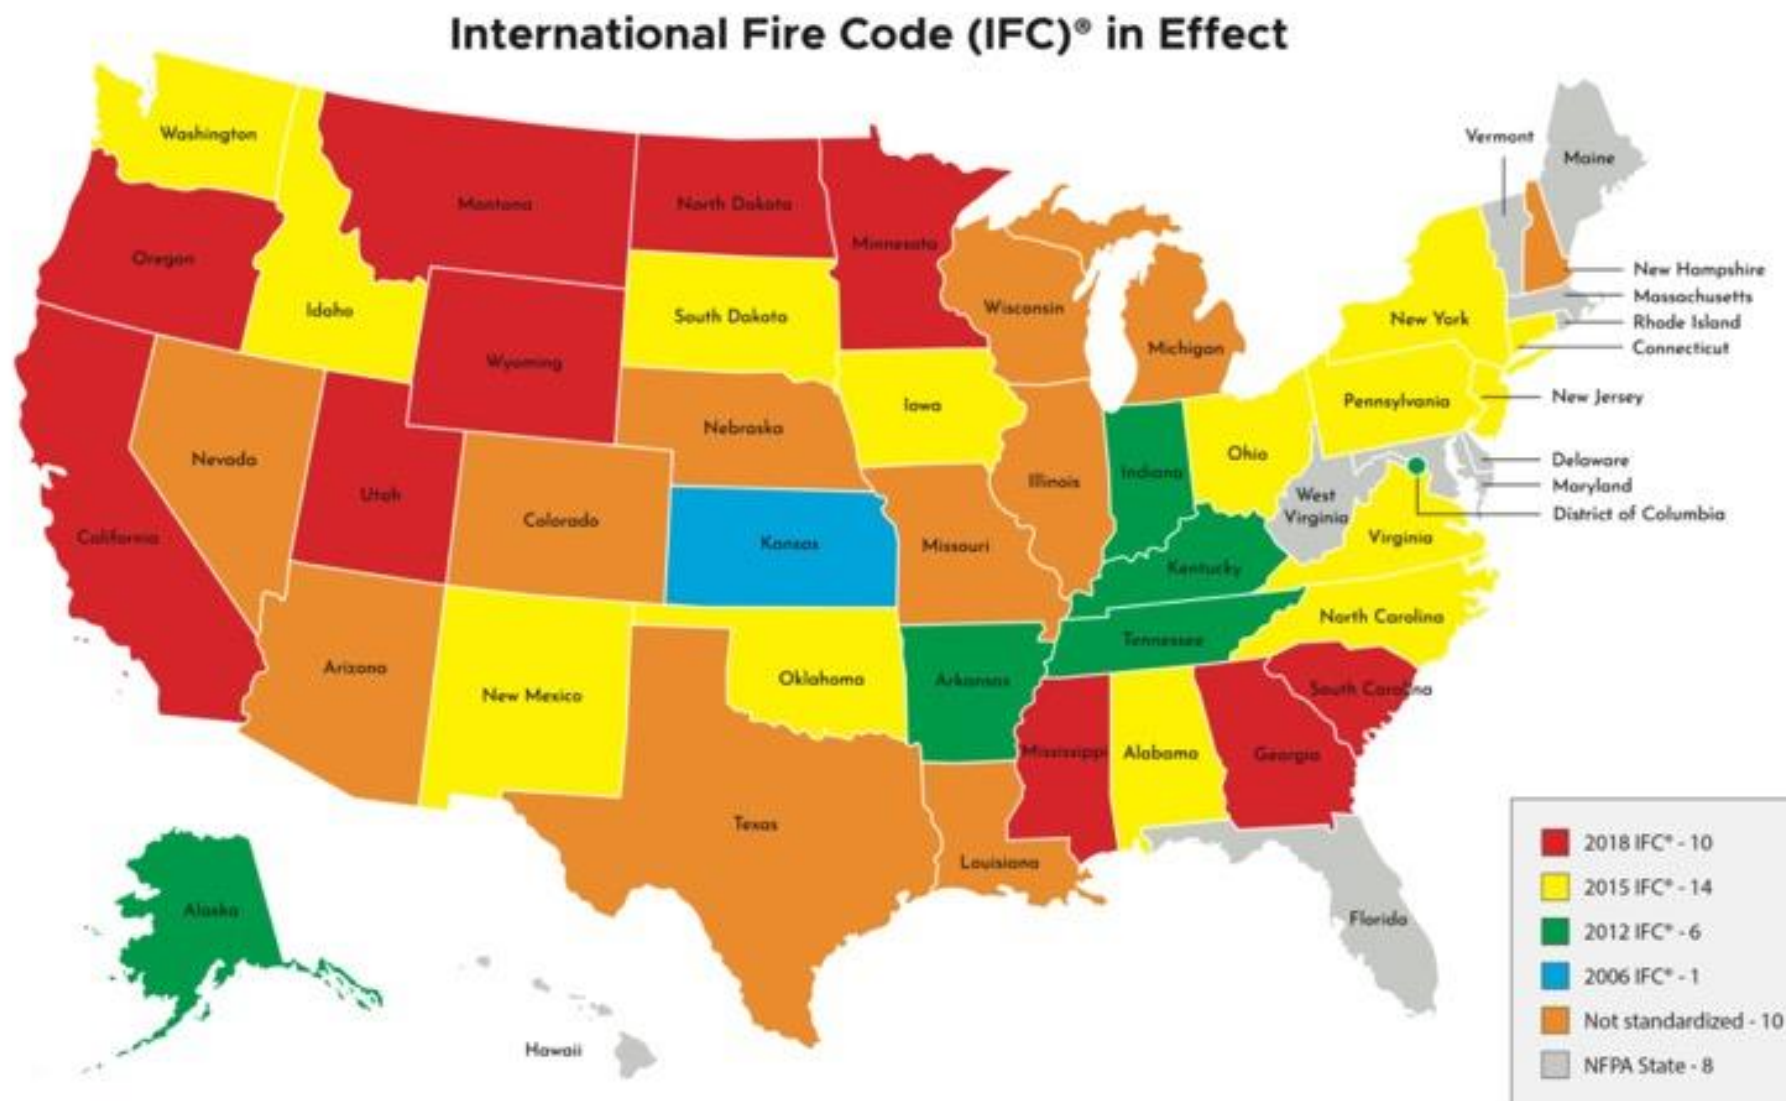 International Fire Code (IFC)® in Effect
Washington
Vermont
Maine
Montana
North Dakota
Minnesota
Oregon
New Hampshire
Massachusetts
Idaho
South Dakota
Wisconsin
New York
Rhode Island
Michigan
Connecticut
Wyoming
Iowa
Pennsylvania
New Jersey
Nebraska
Nevada
Ohio
Delaware
Utah
Indiana
Illinois
Maryland
West
Virginia
Colorado
District of Columbia
California
Kansas
Missouri
Virginia
Kentucky
North Carolina
Tennessee
Arizona
New Mexico
Oklahoma
Arkansas
South Carolina
Mississippi
Alabama
Georgia
Texas
Louisiana
Alaska
Florida
Hawaii
2018 IFC® - 10
2015 IFC® - 14
2012 IFC® - 6
2006 IFC® - 1
Not standardized - 10
NFPA State - 8